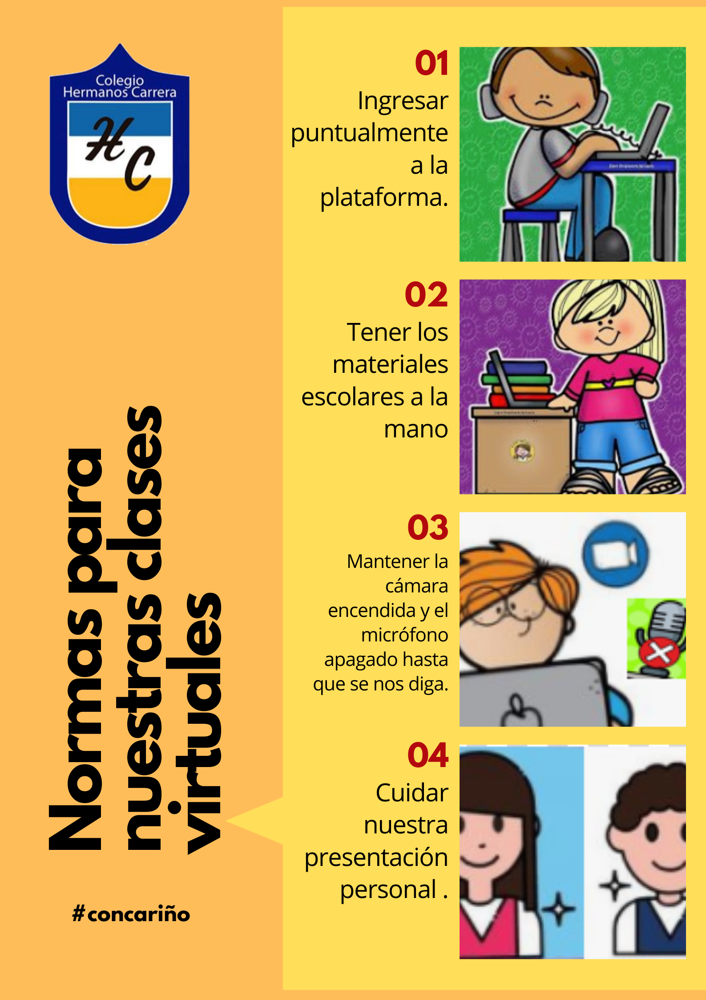 Colegio
Hermanos Carrera
H
C
Normas para
nuestras clases
virtuales
#concariño
01
Ingresar
puntualmente
a la
plataforma.
02
Tener los
materiales
escolares a la
mano
03
Mantener la
cámara
encendida y el
micrófono
apagado hasta
que se nos diga.
04
Cuidar
nuestra
presentación
personal .